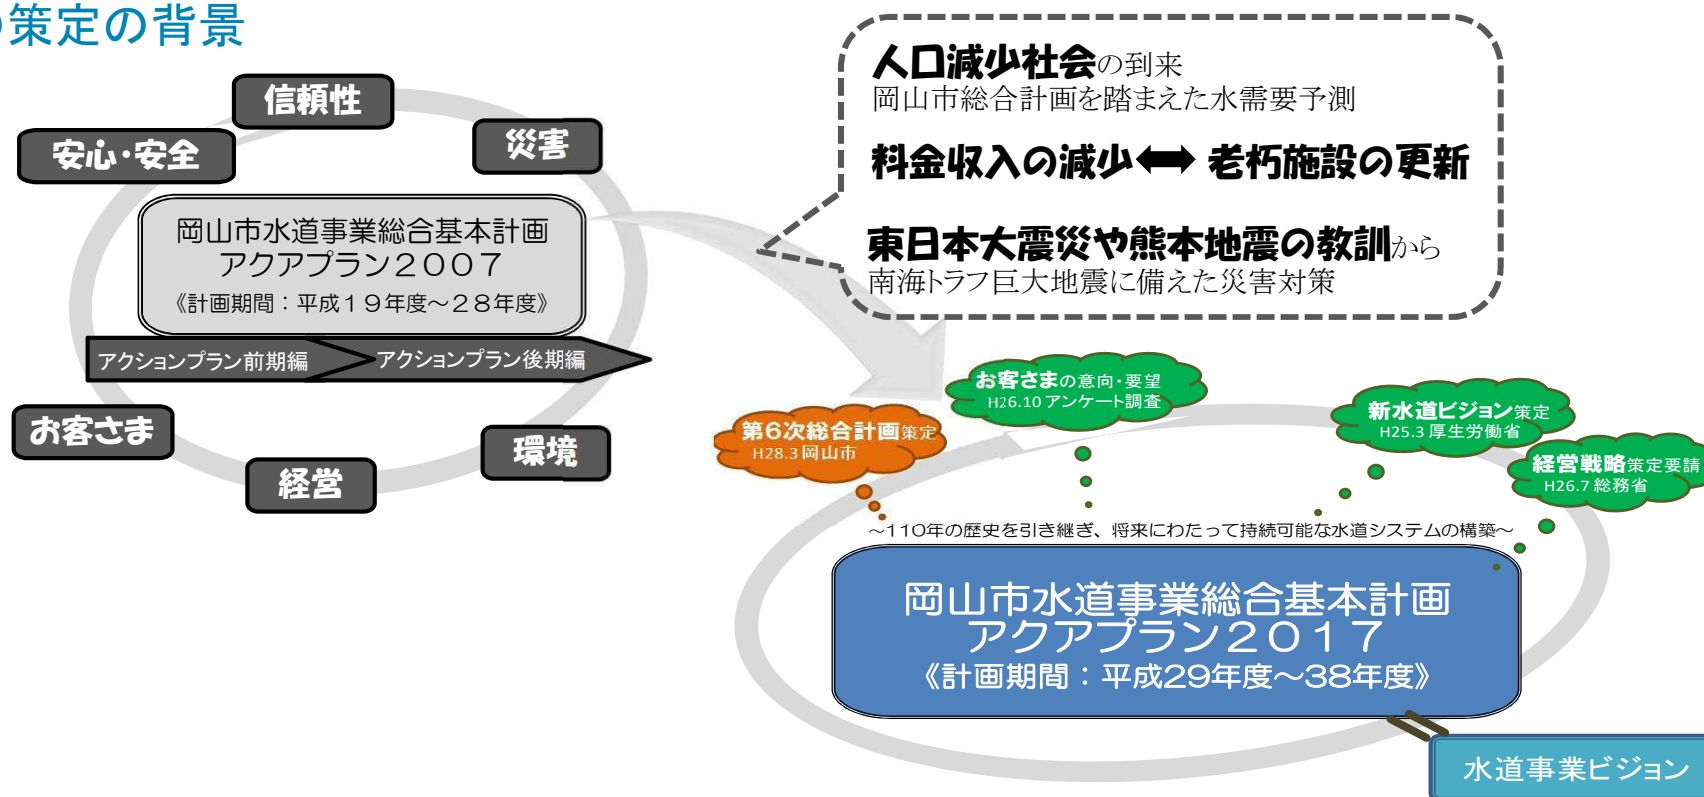 の策定の背景
信頼性
安心・安全
災害
岡山市水道事業総合基本計画
アクアプラン２００７
《計画期間：平成１９年度～２８年度》
アクションプラン前期編
アクションプラン後期編
お客さま
経営
環境
人口減少社会の到来
岡山市総合計画を踏まえた水需要予測
料金収入の減少⬌老朽施設の更新
東日本大震災や熊本地震の教訓から
南海トラフ巨大地震に備えた災害対策
第6次総合計画策定
H28.3岡山市
お客さまの意向・要望
H26.10アンケート調査
新水道ビジョン策定
H25.3厚生労働省
経営戦略策定要請
H26.7総務省
～110年の歴史を引き継ぎ、将来にわたって持続可能な水道システムの構築～
岡山市水道事業総合基本計画
アクアプラン２０１７
《計画期間：平成29年度～38年度》
水道事業ビジョン